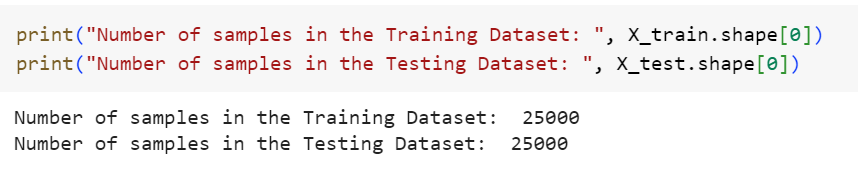 print("Number of samples in the Training Dataset: ", X_train.shape[0])
print("Number of samples in the Testing Dataset: ", X_test.shape[0])
Number of samples in the Training Dataset:  25000
Number of samples in the Testing Dataset:  25000